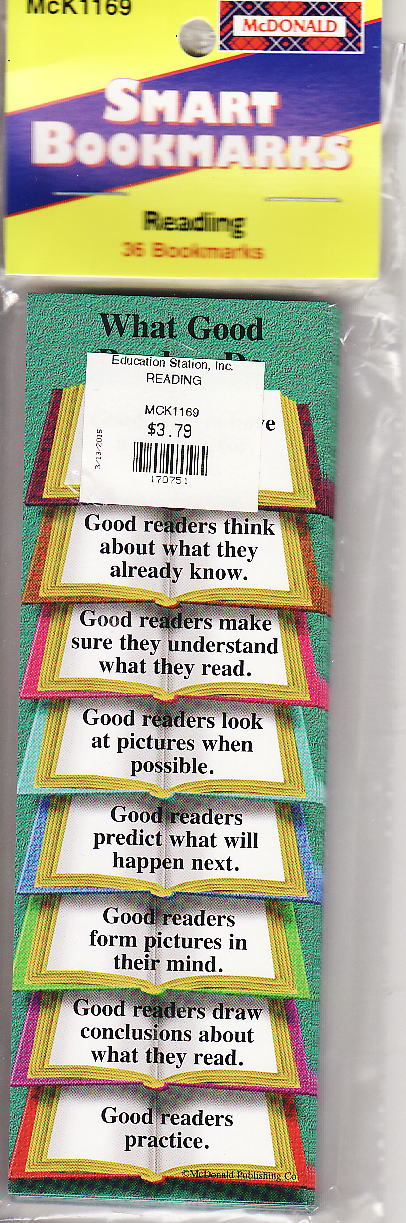 McK1169
McDONALD
SMART
BOOKMARKS
Reading
36 Bookmarks
What Good
Education Station, Inc.
READING
MCK1169
$3.79
3/13/2015
170751
Good readers think
about what they
already know.
Good readers make
sure they understand
what they read.
Good readers look
at pictures when
possible.
Good readers
predict what will
happen next.
Good readers
form pictures in
their mind.
Good readers draw
conclusions about
what they read.
Good readers
practice.
©McDonald Publishing Co.